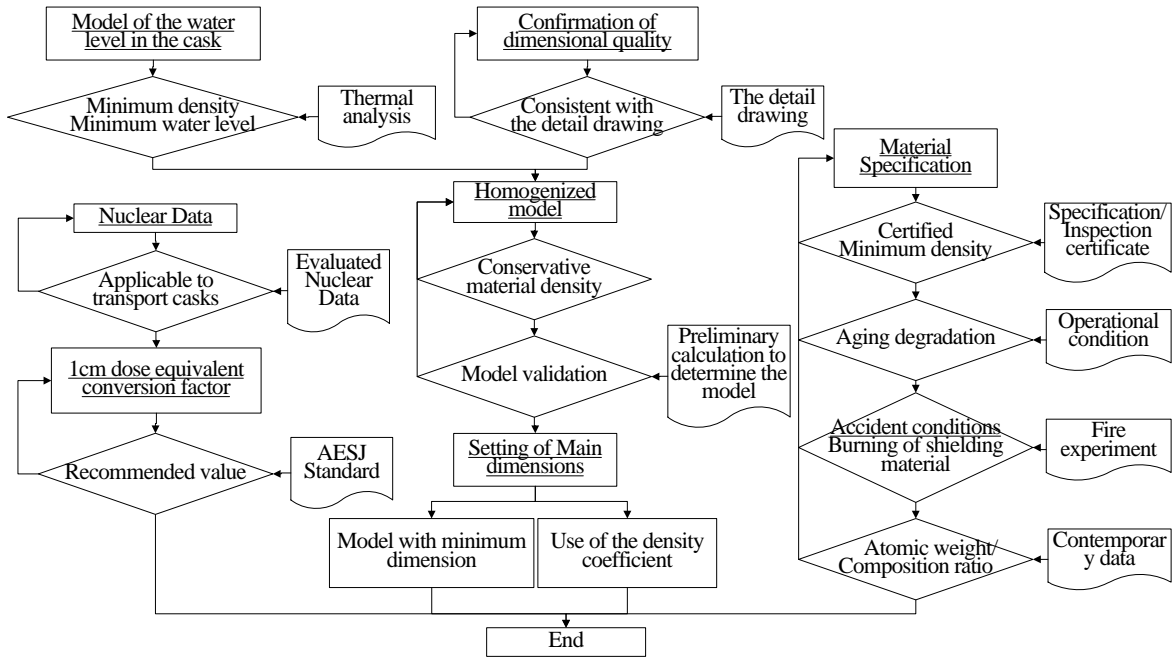 Model of the water
level in the cask
Minimum density
Minimum water level
Thermal
analysis
Confirmation of
dimensional quality
Consistent with
the detail drawing
The detail
drawing
Nuclear Data
Applicable to
transport casks
Evaluated
Nuclear
Data
1cm dose equivalent
conversion factor
Recommended value
AESJ
Standard
Homogenized
model
Conservative
material density
Model validation
Preliminary
calculation to
determine the
model
Setting of Main
dimensions
Model with minimum
dimension
Use of the density
coefficient
Material
Specification
Certified
Minimum density
Specification/
Inspection
certificate
Aging degradation
Operational
condition
Accident conditions
Burning of shielding
material
Fire
experiment
Atomic weight/
Composition ratio
Contemporar
y data
End